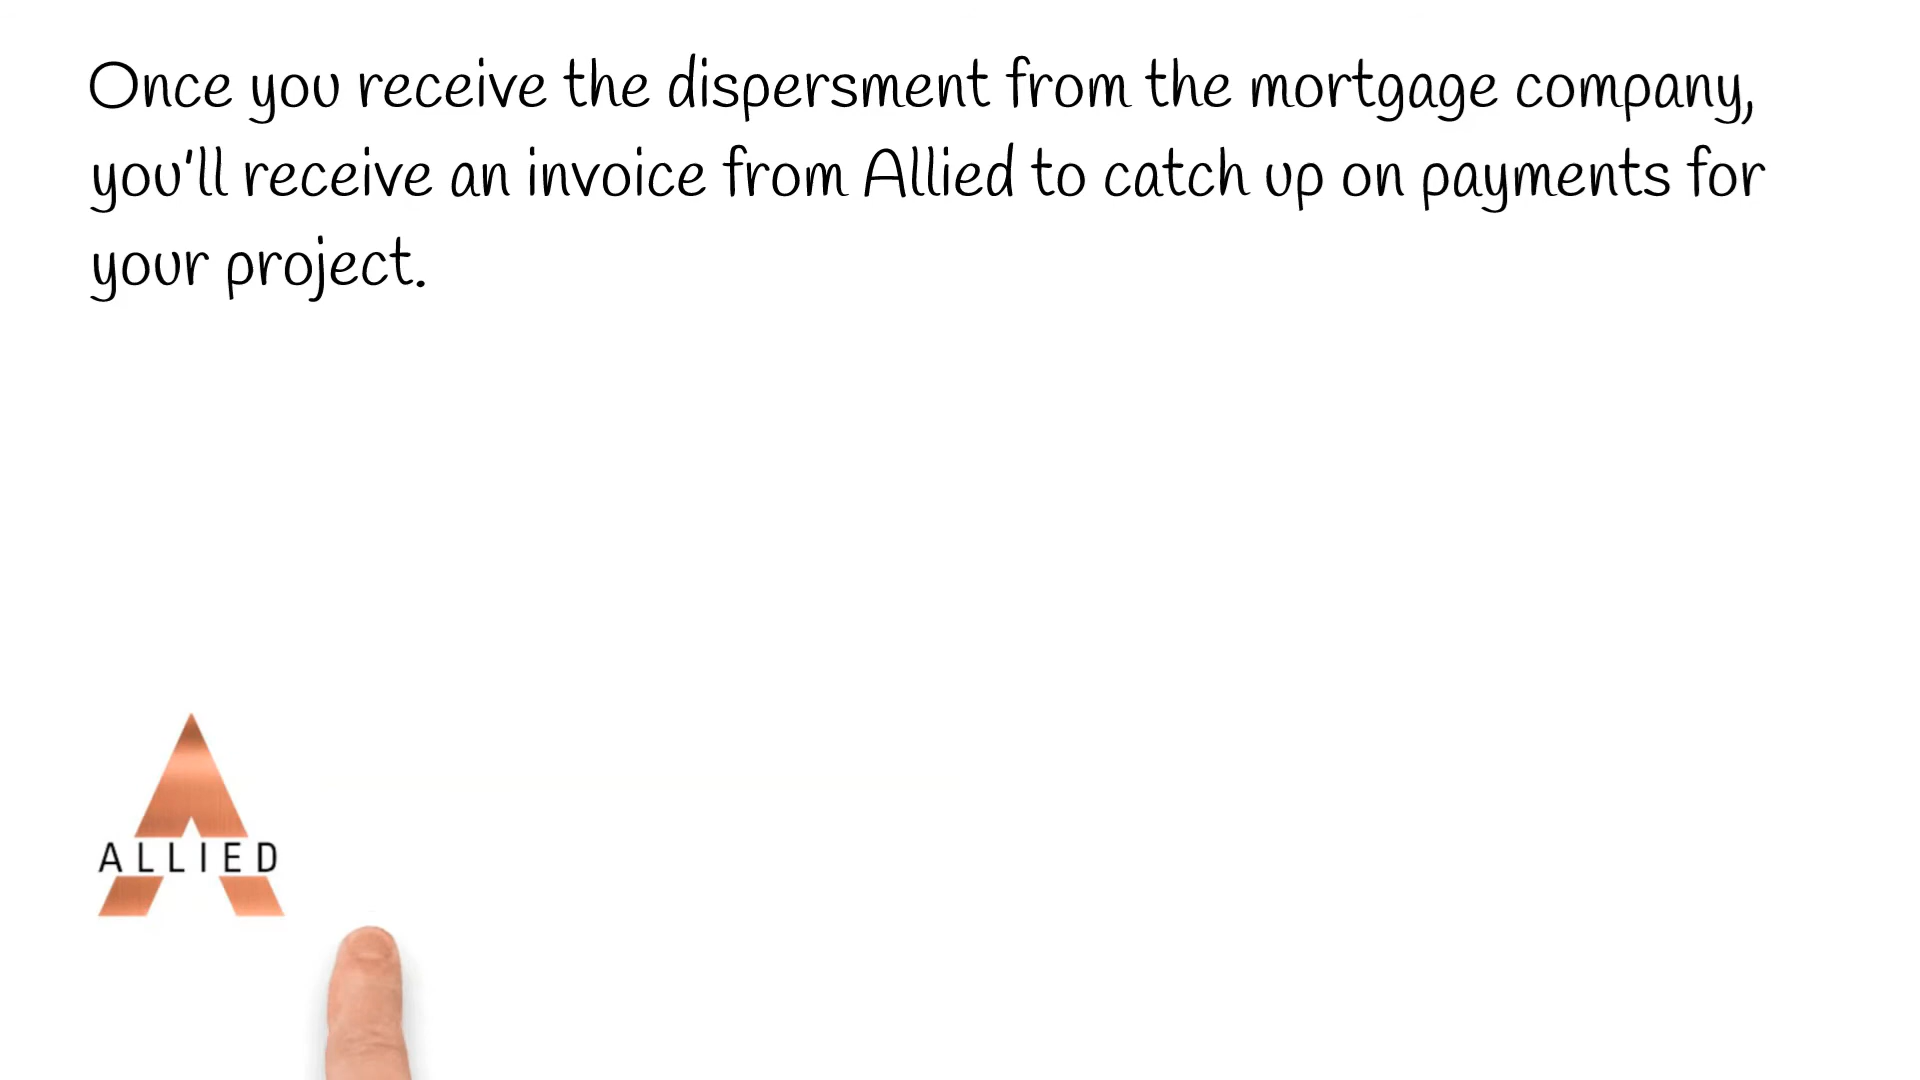 Once you receive the dispersment from the mortgage company,
you'll receive an invoice from Allied to catch up on payments for
your project.
ALLIED